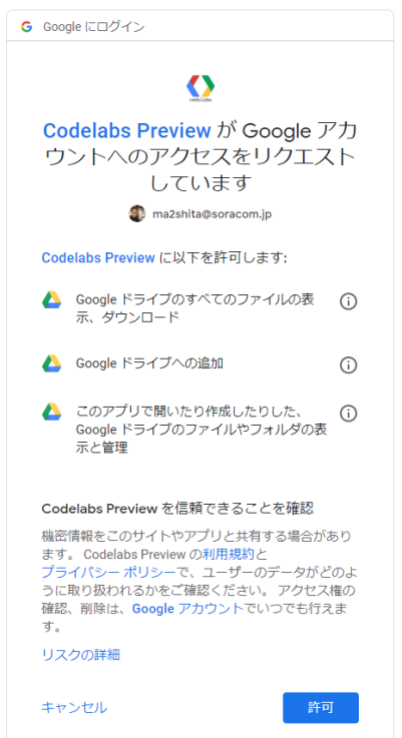 Google にログイン
Codelabs Preview が Google アカ
ウントへのアクセスをリクエスト
しています
ma2shita@soracom.jp
Codelabs Preview に以下を許可します:
Google ドライブのすべてのファイルの表
示、ダウンロード
Google ドライブへの追加
このアプリで開いたり作成したりした、
Google ドライブのファイルやフォルダの表
示と管理
Codelabs Preview を信頼できることを確認
機密情報をこのサイトやアプリと共有する場合があり
ます。 Codelabs Preview の利用規約と
プライバシー ポリシーで、ユーザーのデータがどのよ
うに取り扱われるかをご確認ください。 アクセス権の
確認、削除は、Google アカウントでいつでも行えま
す。
リスクの詳細
キャンセル
許可